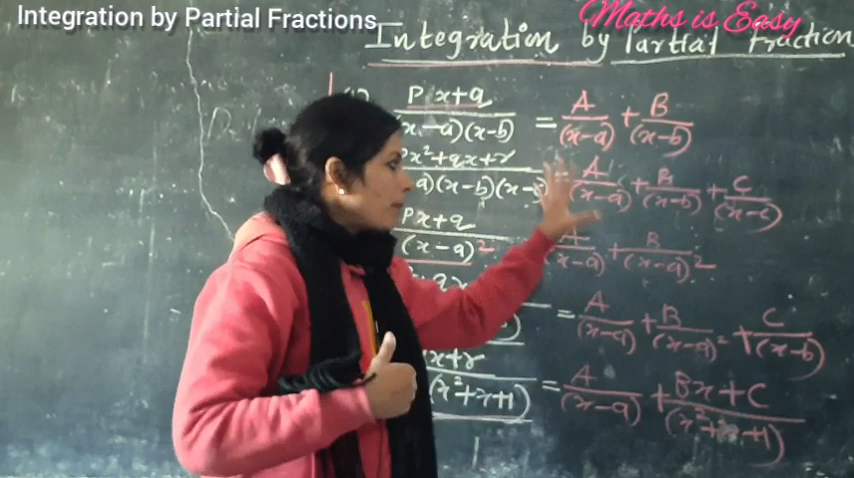 Integration by Partial Fractions
Maths is Easy
Integration by Partial Fraction
Px+q
(x-a)(x-b) = A/(x-a) + B/(x-b)
Px²+qx+r
a)(x-b)(x-c) = A/(x-a) + B/(x-b) + C/(x-c)
Px+q
(x-a)² = A/(x-a) + B/(x-a)²
qx
= A/(x-a) + B/(x-a)² + C/(x-b)
x+r
(x²+x+1) = A/(x-a) + Bx+C/(x²+x+1)